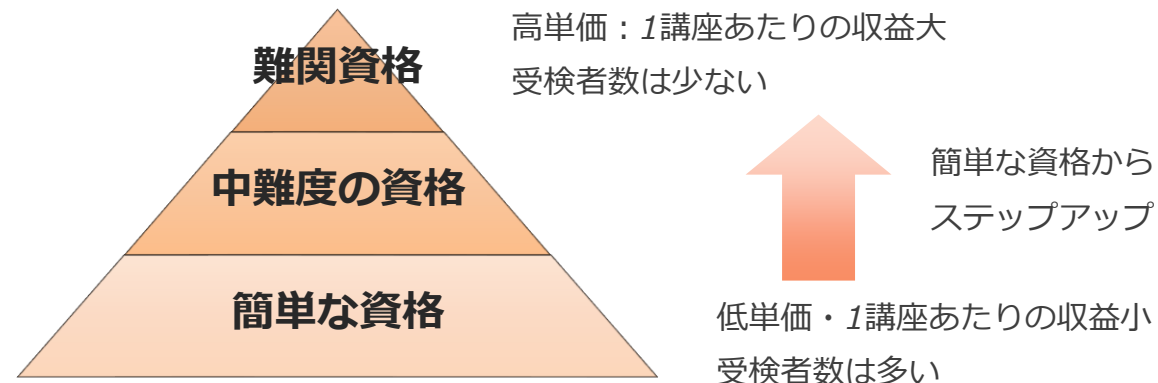 難関資格
高単価：1講座あたりの収益大
受検者数は少ない
中難度の資格
簡単な資格から
ステップアップ
簡単な資格
低単価・1講座あたりの収益小
受検者数は多い